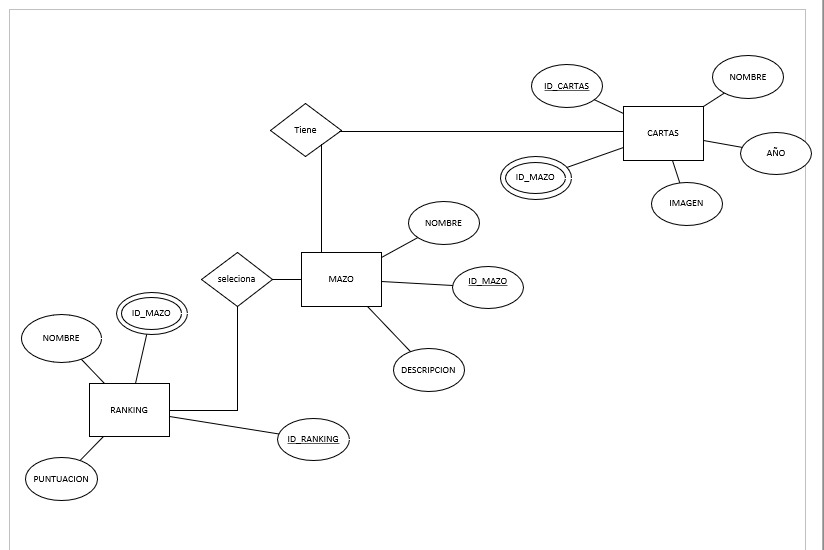 NOMBRE
ID_CARTAS
Tiene
CARTAS
AÑO
ID_MAZO
IMAGEN
NOMBRE
seleciona
MAZO
ID_MAZO
ID_MAZO
NOMBRE
DESCRIPCION
RANKING
ID_RANKING
PUNTUACION